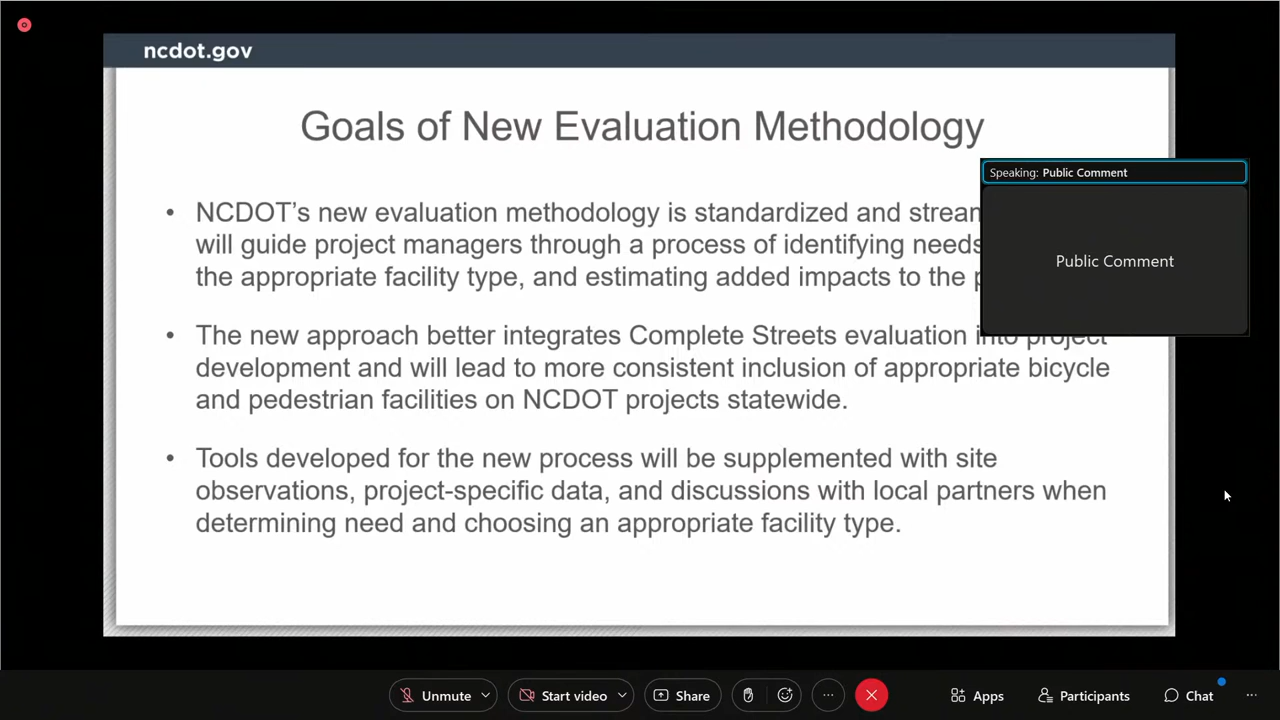 ncdot.gov
Goals of New Evaluation Methodology
Speaking: Public Comment
Public Comment
• NCDOT's new evaluation methodology is standardized and
will guide project managers through a process of identifying needs
the appropriate facility type, and estimating added impacts to the
• The new approach better integrates Complete Streets evaluation into project
development and will lead to more consistent inclusion of appropriate bicycle
and pedestrian facilities on NCDOT projects statewide.
• Tools developed for the new process will be supplemented with site
observations, project-specific data, and discussions with local partners when
determining need and choosing an appropriate facility type.
Unmute
Start video
Share
Apps
Participants
Chat